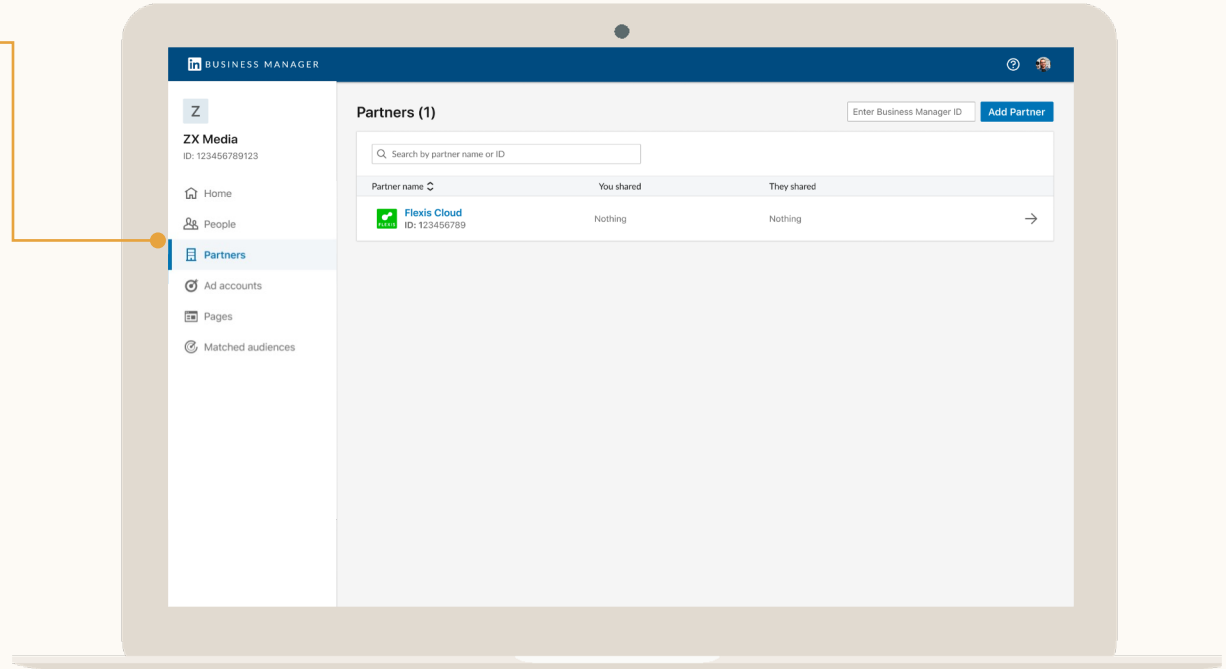 in BUSINESS MANAGER
Z
ZX Media
ID: 123456789123
Home
People
Partners
Ad accounts
Pages
Matched audiences
Partners (1)
Enter Business Manager ID
Add Partner
Search by partner name or ID
Partner name You shared They shared
FLEXIS
Flexis Cloud
ID: 123456789
Nothing Nothing